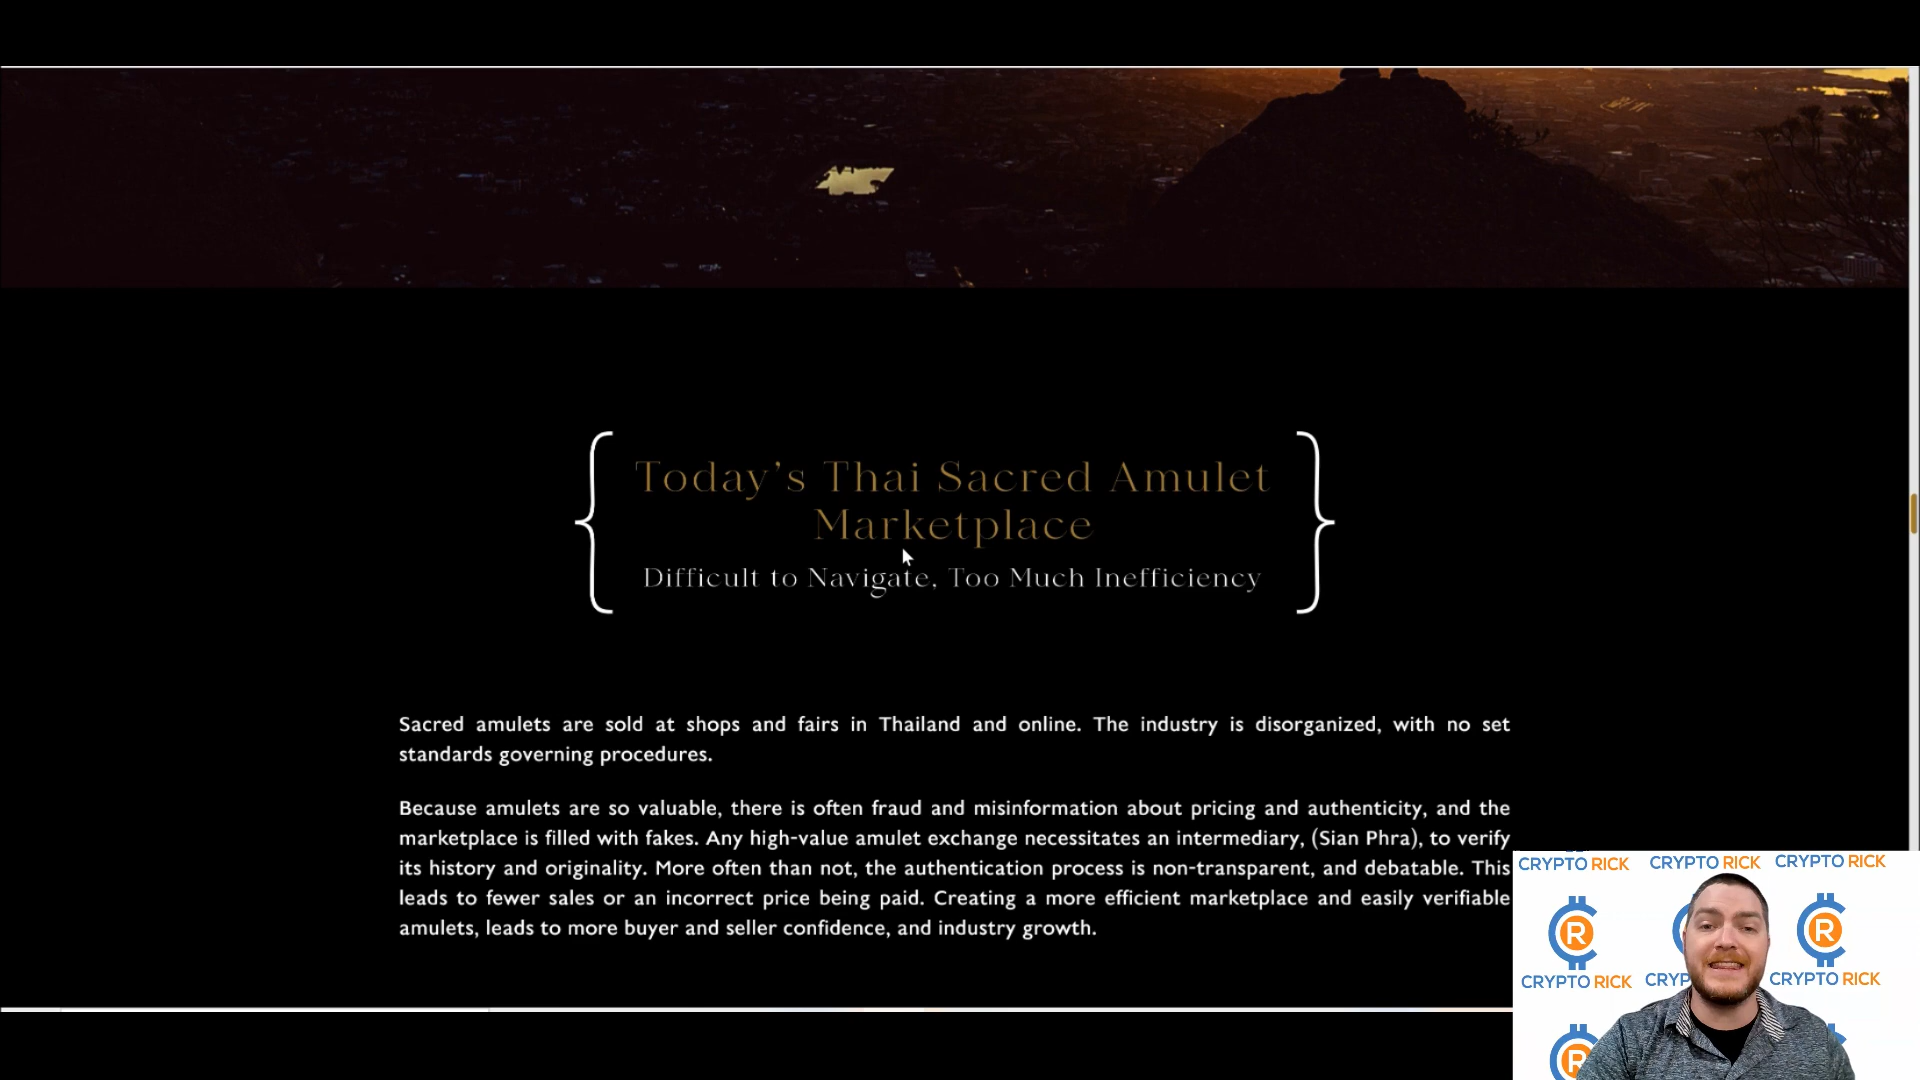 Today's Thai Sacred Amulet
Marketplace
Difficult to Navigate, Too Much Inefficiency
Sacred amulets are sold at shops and fairs in Thailand and online. The industry is disorganized, with no set
standards governing procedures.
Because amulets are so valuable, there is often fraud and misinformation about pricing and authenticity, and the
marketplace is filled with fakes. Any high-value amulet exchange necessitates an intermediary, (Sian Phra), to verify
its history and originality. More often than not, the authentication process is non-transparent, and debatable. This
leads to fewer sales or an incorrect price being paid. Creating a more efficient marketplace and easily verifiable
amulets, leads to more buyer and seller confidence, and industry growth.
CRYPTO RICK CRYPTO RICK CRYPTO RICK
R R
CRYPTO RICK CRYP CRYPTO RICK
R